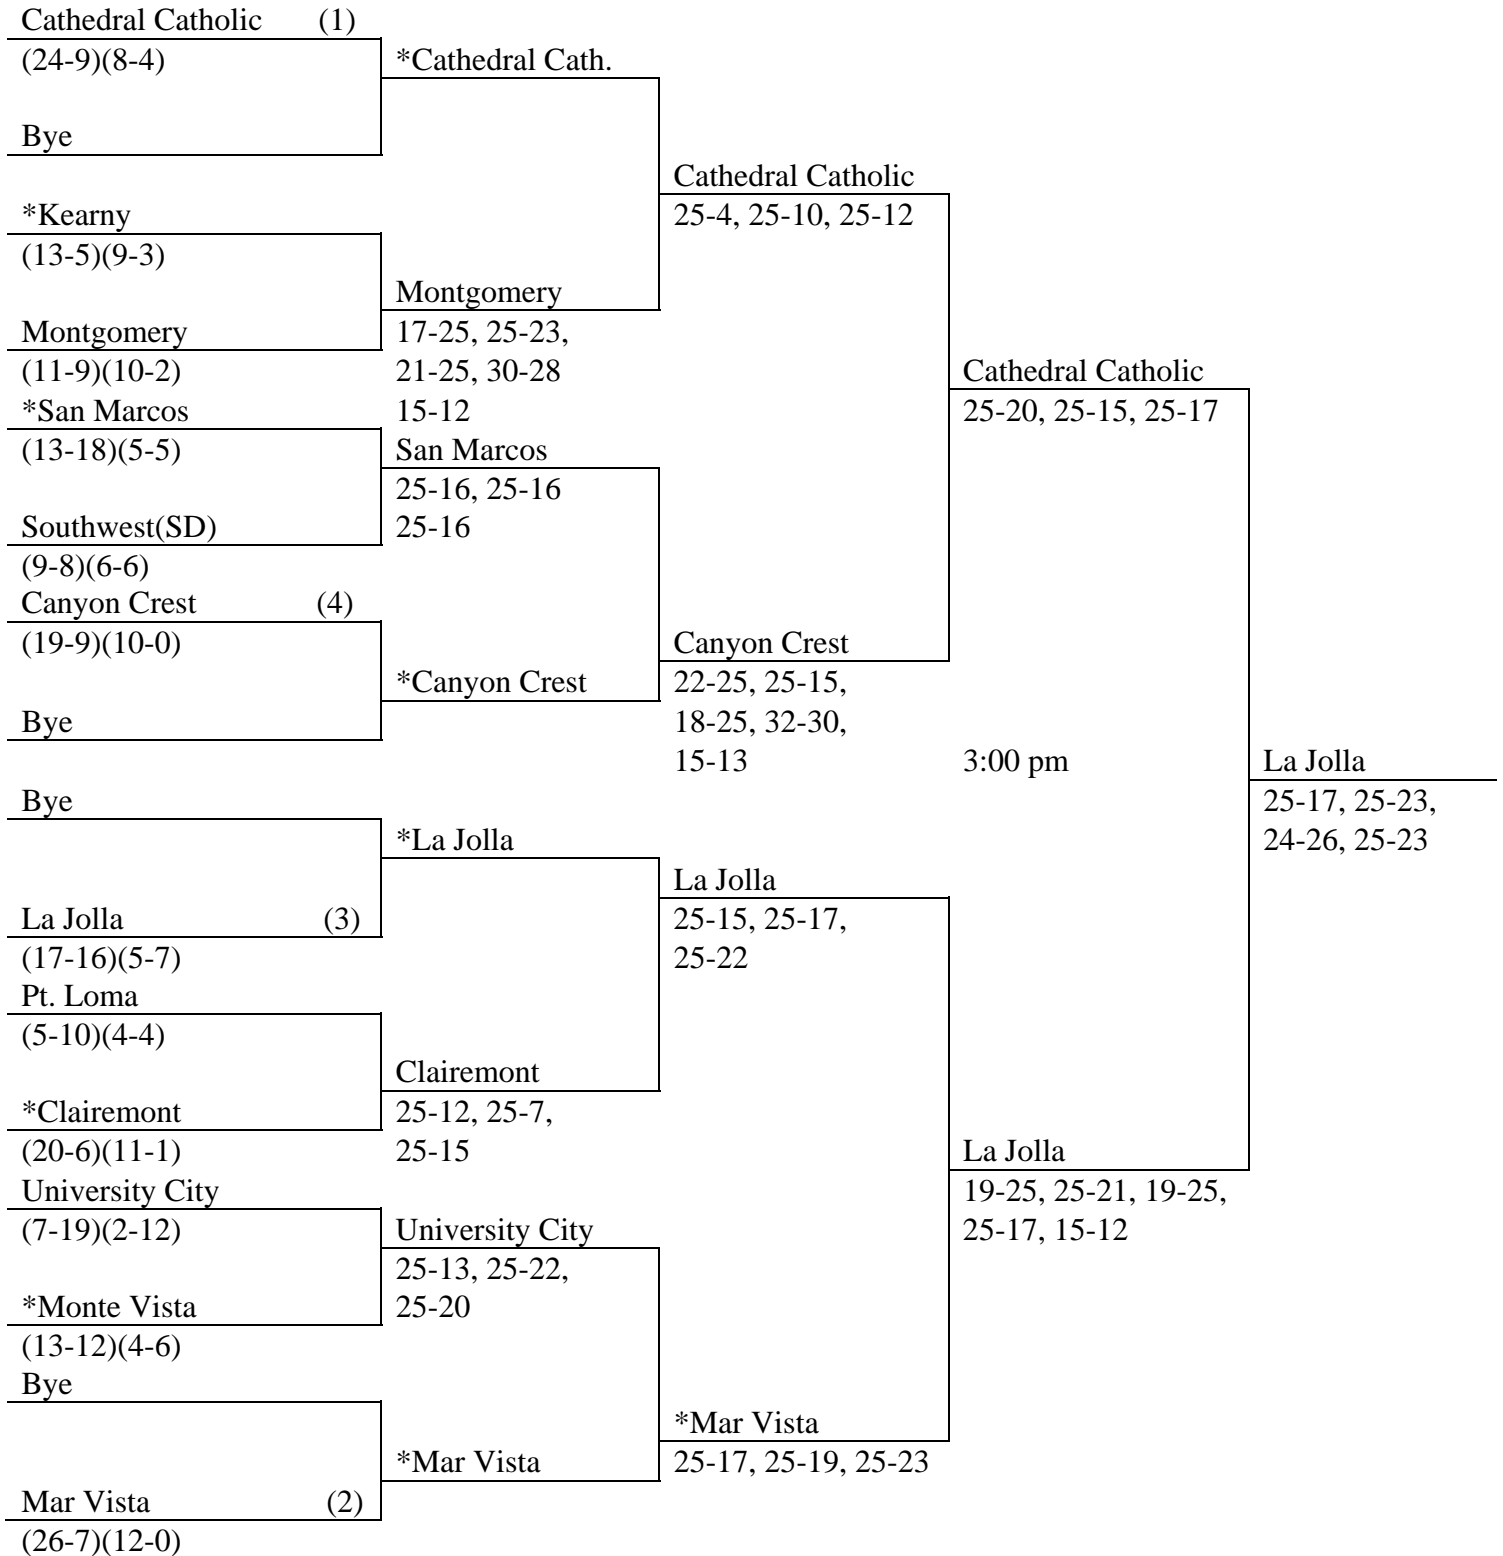 Cathedral Catholic (1)
(24-9)(8-4)
Bye
*Kearny
(13-5)(9-3)
Montgomery
(11-9)(10-2)
*San Marcos
(13-18)(5-5)
Southwest(SD)
(9-8)(6-6)
Canyon Crest (4)
(19-9)(10-0)
Bye
Bye
La Jolla (3)
(17-16)(5-7)
Pt. Loma
(5-10)(4-4)
*Clairemont
(20-6)(11-1)
University City
(7-19)(2-12)
*Monte Vista
(13-12)(4-6)
Bye
Mar Vista (2)
(26-7)(12-0)
*Cathedral Cath.
Montgomery
17-25, 25-23,
21-25, 30-28
15-12
San Marcos
25-16, 25-16
25-16
*Canyon Crest
*La Jolla
Clairemont
25-12, 25-7,
25-15
University City
25-13, 25-22,
25-20
*Mar Vista
Cathedral Catholic
25-4, 25-10, 25-12
Canyon Crest
22-25, 25-15,
18-25, 32-30,
15-13
La Jolla
25-15, 25-17,
25-22
*Mar Vista
25-17, 25-19, 25-23
Cathedral Catholic
25-20, 25-15, 25-17
3:00 pm
La Jolla
19-25, 25-21, 19-25,
25-17, 15-12
La Jolla
25-17, 25-23,
24-26, 25-23